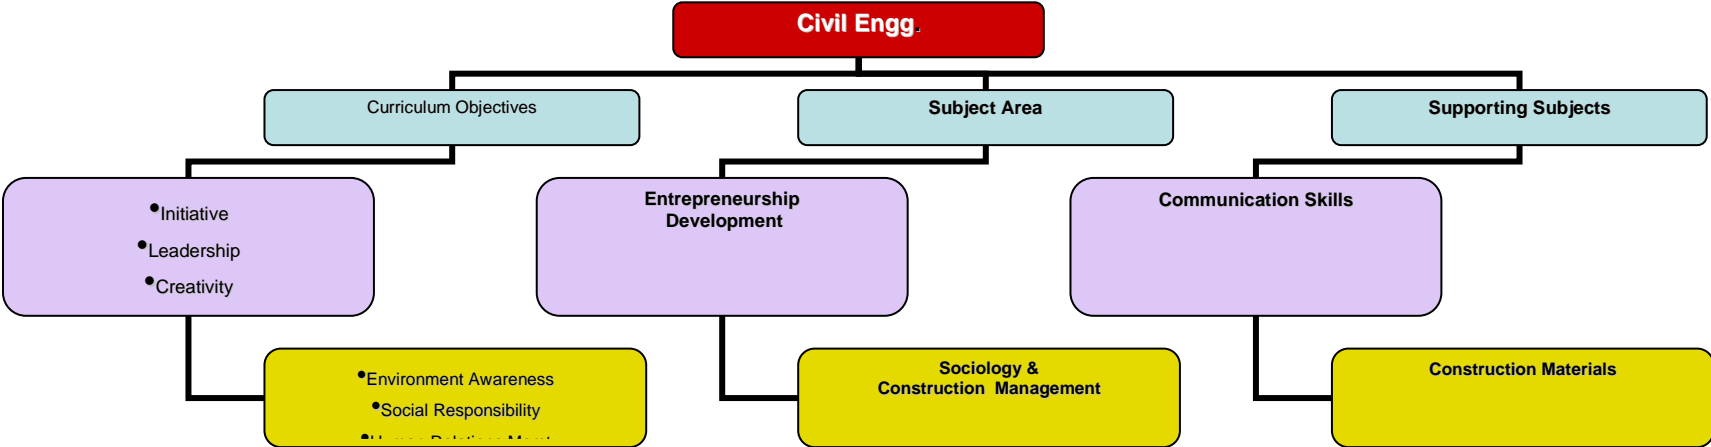 Civil Engg.
Curriculum Objectives
Subject Area
Supporting Subjects
•Initiative
•Leadership
•Creativity
Entrepreneurship
Development
Communication Skills
•Environment Awareness
•Social Responsibility
Sociology &
Construction Management
Construction Materials